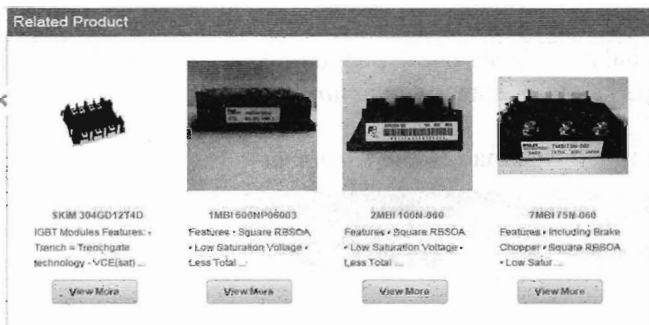 Related Product
SKiM 304GD12T4D
IGBT Modules Features: •
Trench = Trenchgate
technology - VCE(sat) ...
View More
1MBI 600NP06003
Features • Square RBSOA
• Low Saturation Voltage •
Less Total ...
View More
2MBI 100N-060
Features • Square RBSOA
• Low Saturation Voltage •
Less Total ...
View More
7MBI 75N-060
Features • Including Brake
Chopper • Square RBSOA
• Low Satur ...
View More